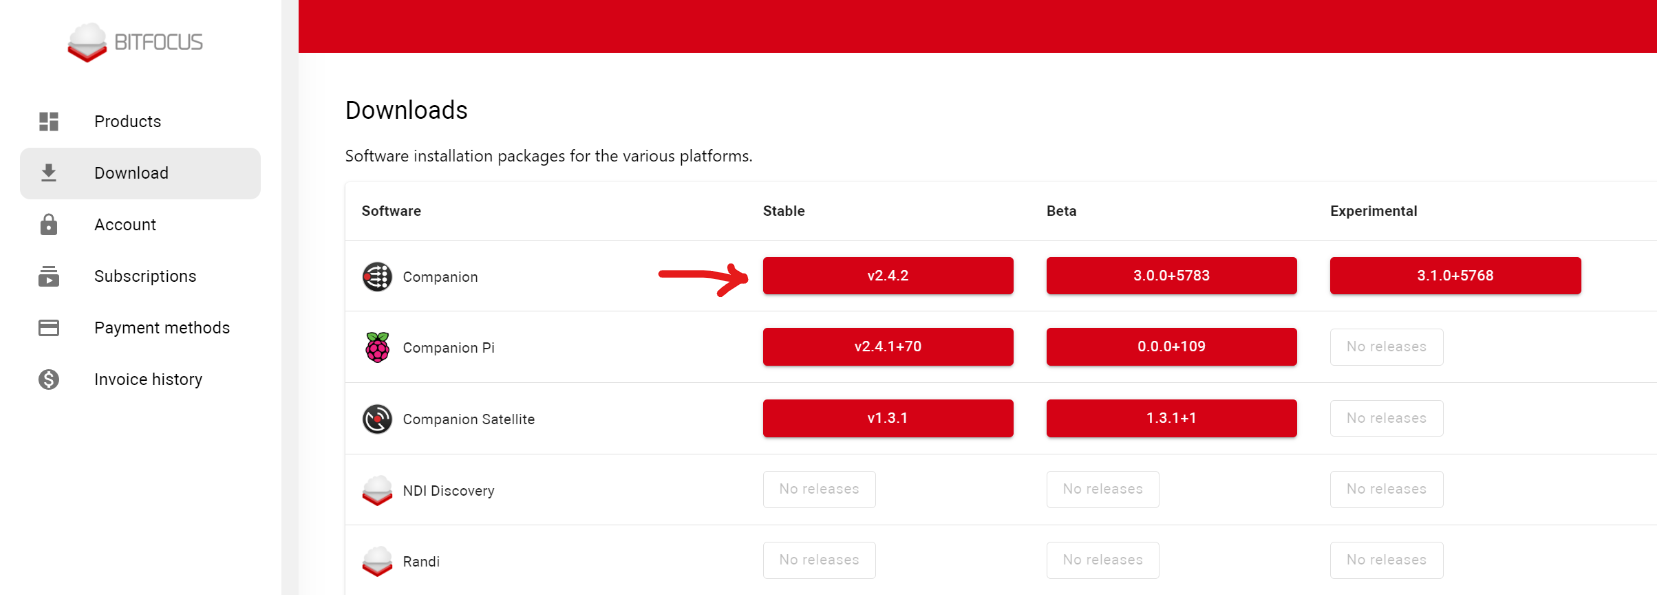 BITFOCUS
Products
Download
Account
Subscriptions
Payment methods
Invoice history
Downloads
Software installation packages for the various platforms.
Software Stable Beta Experimental
Companion v2.4.2 3.0.0+5783 3.1.0+5768
Companion Pi v2.4.1+70 0.0.0+109 No releases
Companion Satellite v1.3.1 1.3.1+1 No releases
NDI Discovery No releases No releases No releases
Randi No releases No releases No releases